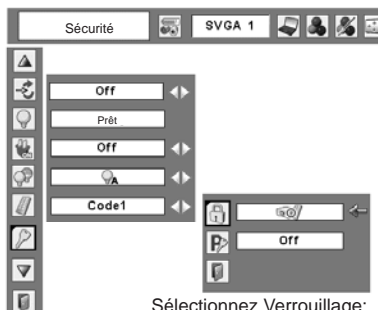 Sécurité
SVGA 1
Off
Prêt
Off
A
Code1
Off
Sélectionnez Verrouillage: